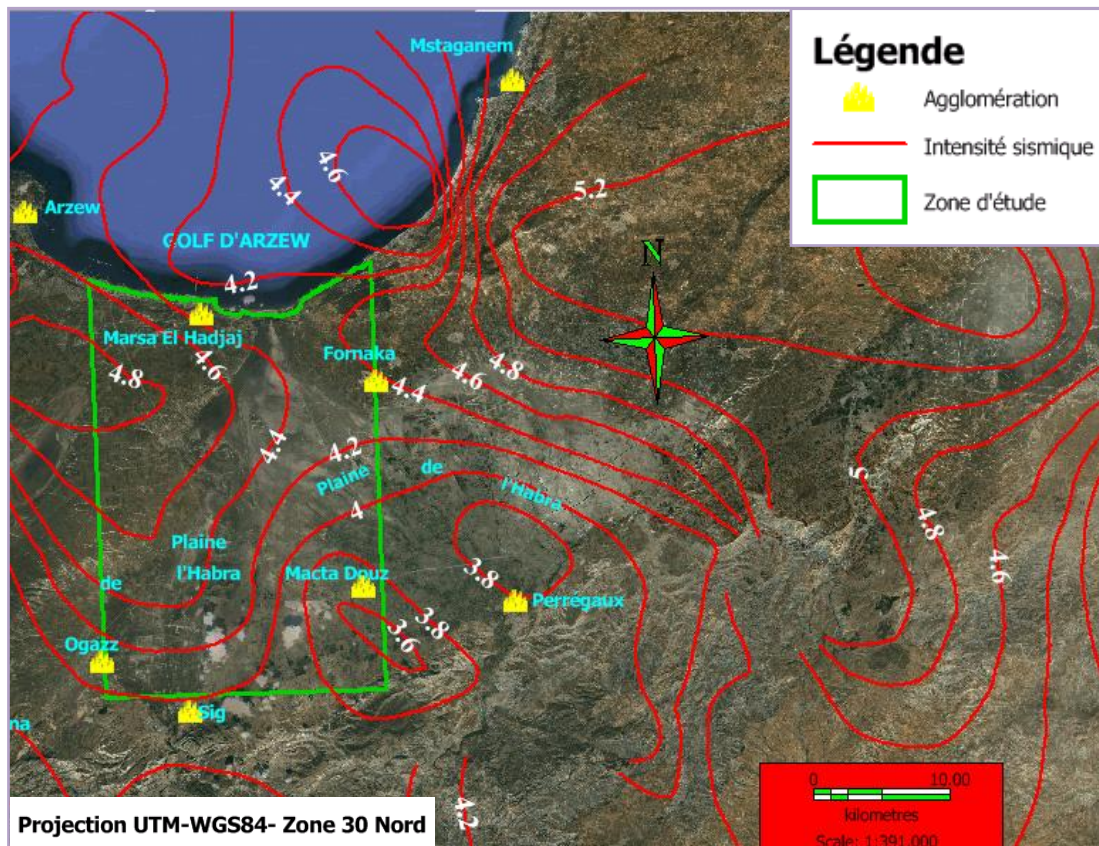 Mstaganem
Légende
Agglomération
Intensité sismique
Zone d'étude
4.6
4.4
5.2
Arzew
GOLF D'ARZEW
N
4.2
Marsa El Hadjaj
4.6
4.8
Fornaka
4.4
4.6
4.8
4.4
4.2
Plaine
de
l'Habra
5
4
4.8
4.6
Plaine
de
l'Habra
Macta Douz
3.8
Perregaux
3.8
3.6
Ogazz
Sig
na
4.2
0
10,00
kilometres
Scale: 1:391,000
Projection UTM-WGS84- Zone 30 Nord